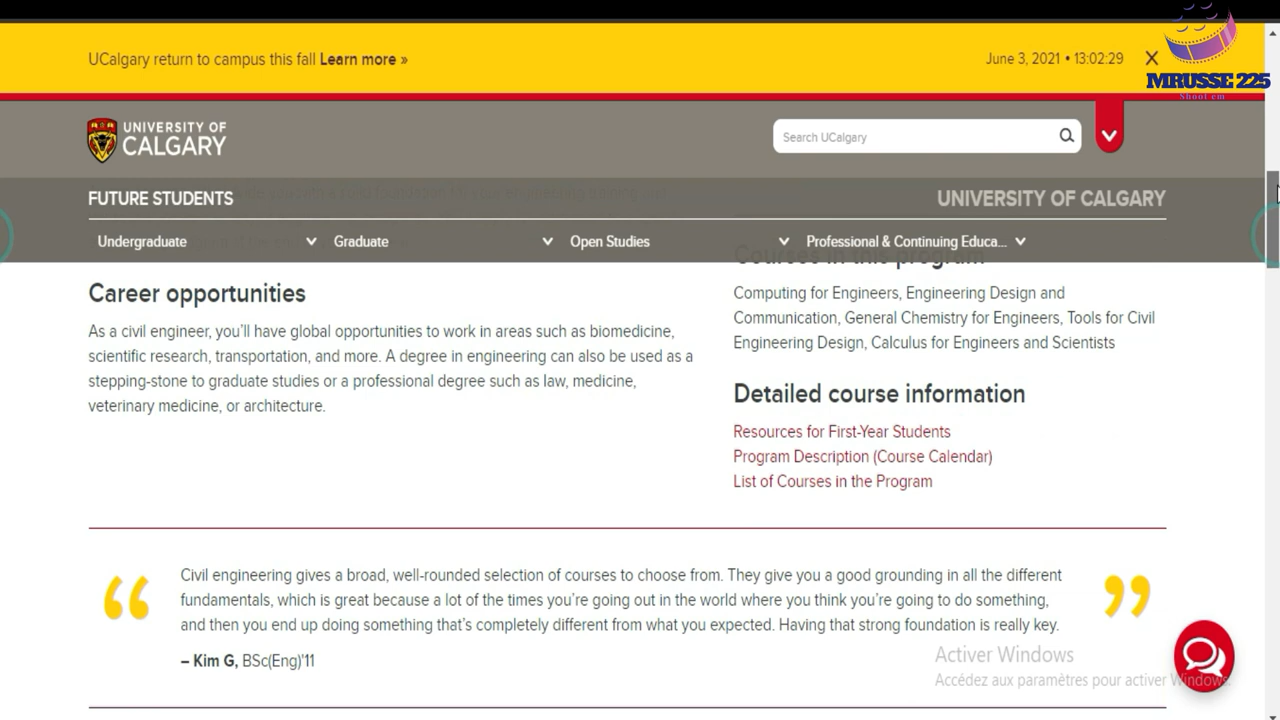 UCalgary return to campus this fall Learn more »
June 3, 2021 • 13:02:29
MRUSSE 225
Shoot em
UNIVERSITY OF
CALGARY
Search UCalgary
FUTURE STUDENTS
UNIVERSITY OF CALGARY
Undergraduate
Graduate
Open Studies
Professional & Continuing Educa...
Career opportunities
As a civil engineer, you'll have global opportunities to work in areas such as biomedicine,
scientific research, transportation, and more. A degree in engineering can also be used as a
stepping-stone to graduate studies or a professional degree such as law, medicine,
veterinary medicine, or architecture.
Courses in this program
Computing for Engineers, Engineering Design and
Communication, General Chemistry for Engineers, Tools for Civil
Engineering Design, Calculus for Engineers and Scientists
Detailed course information
Resources for First-Year Students
Program Description (Course Calendar)
List of Courses in the Program
“ Civil engineering gives a broad, well-rounded selection of courses to choose from. They give you a good grounding in all the different
fundamentals, which is great because a lot of the times you're going out in the world where you think you're going to do something,
and then you end up doing something that's completely different from what you expected. Having that strong foundation is really key. ”
– Kim G, BSc(Eng)'11
Activer Windows
Accédez aux paramètres pour activer Windows.